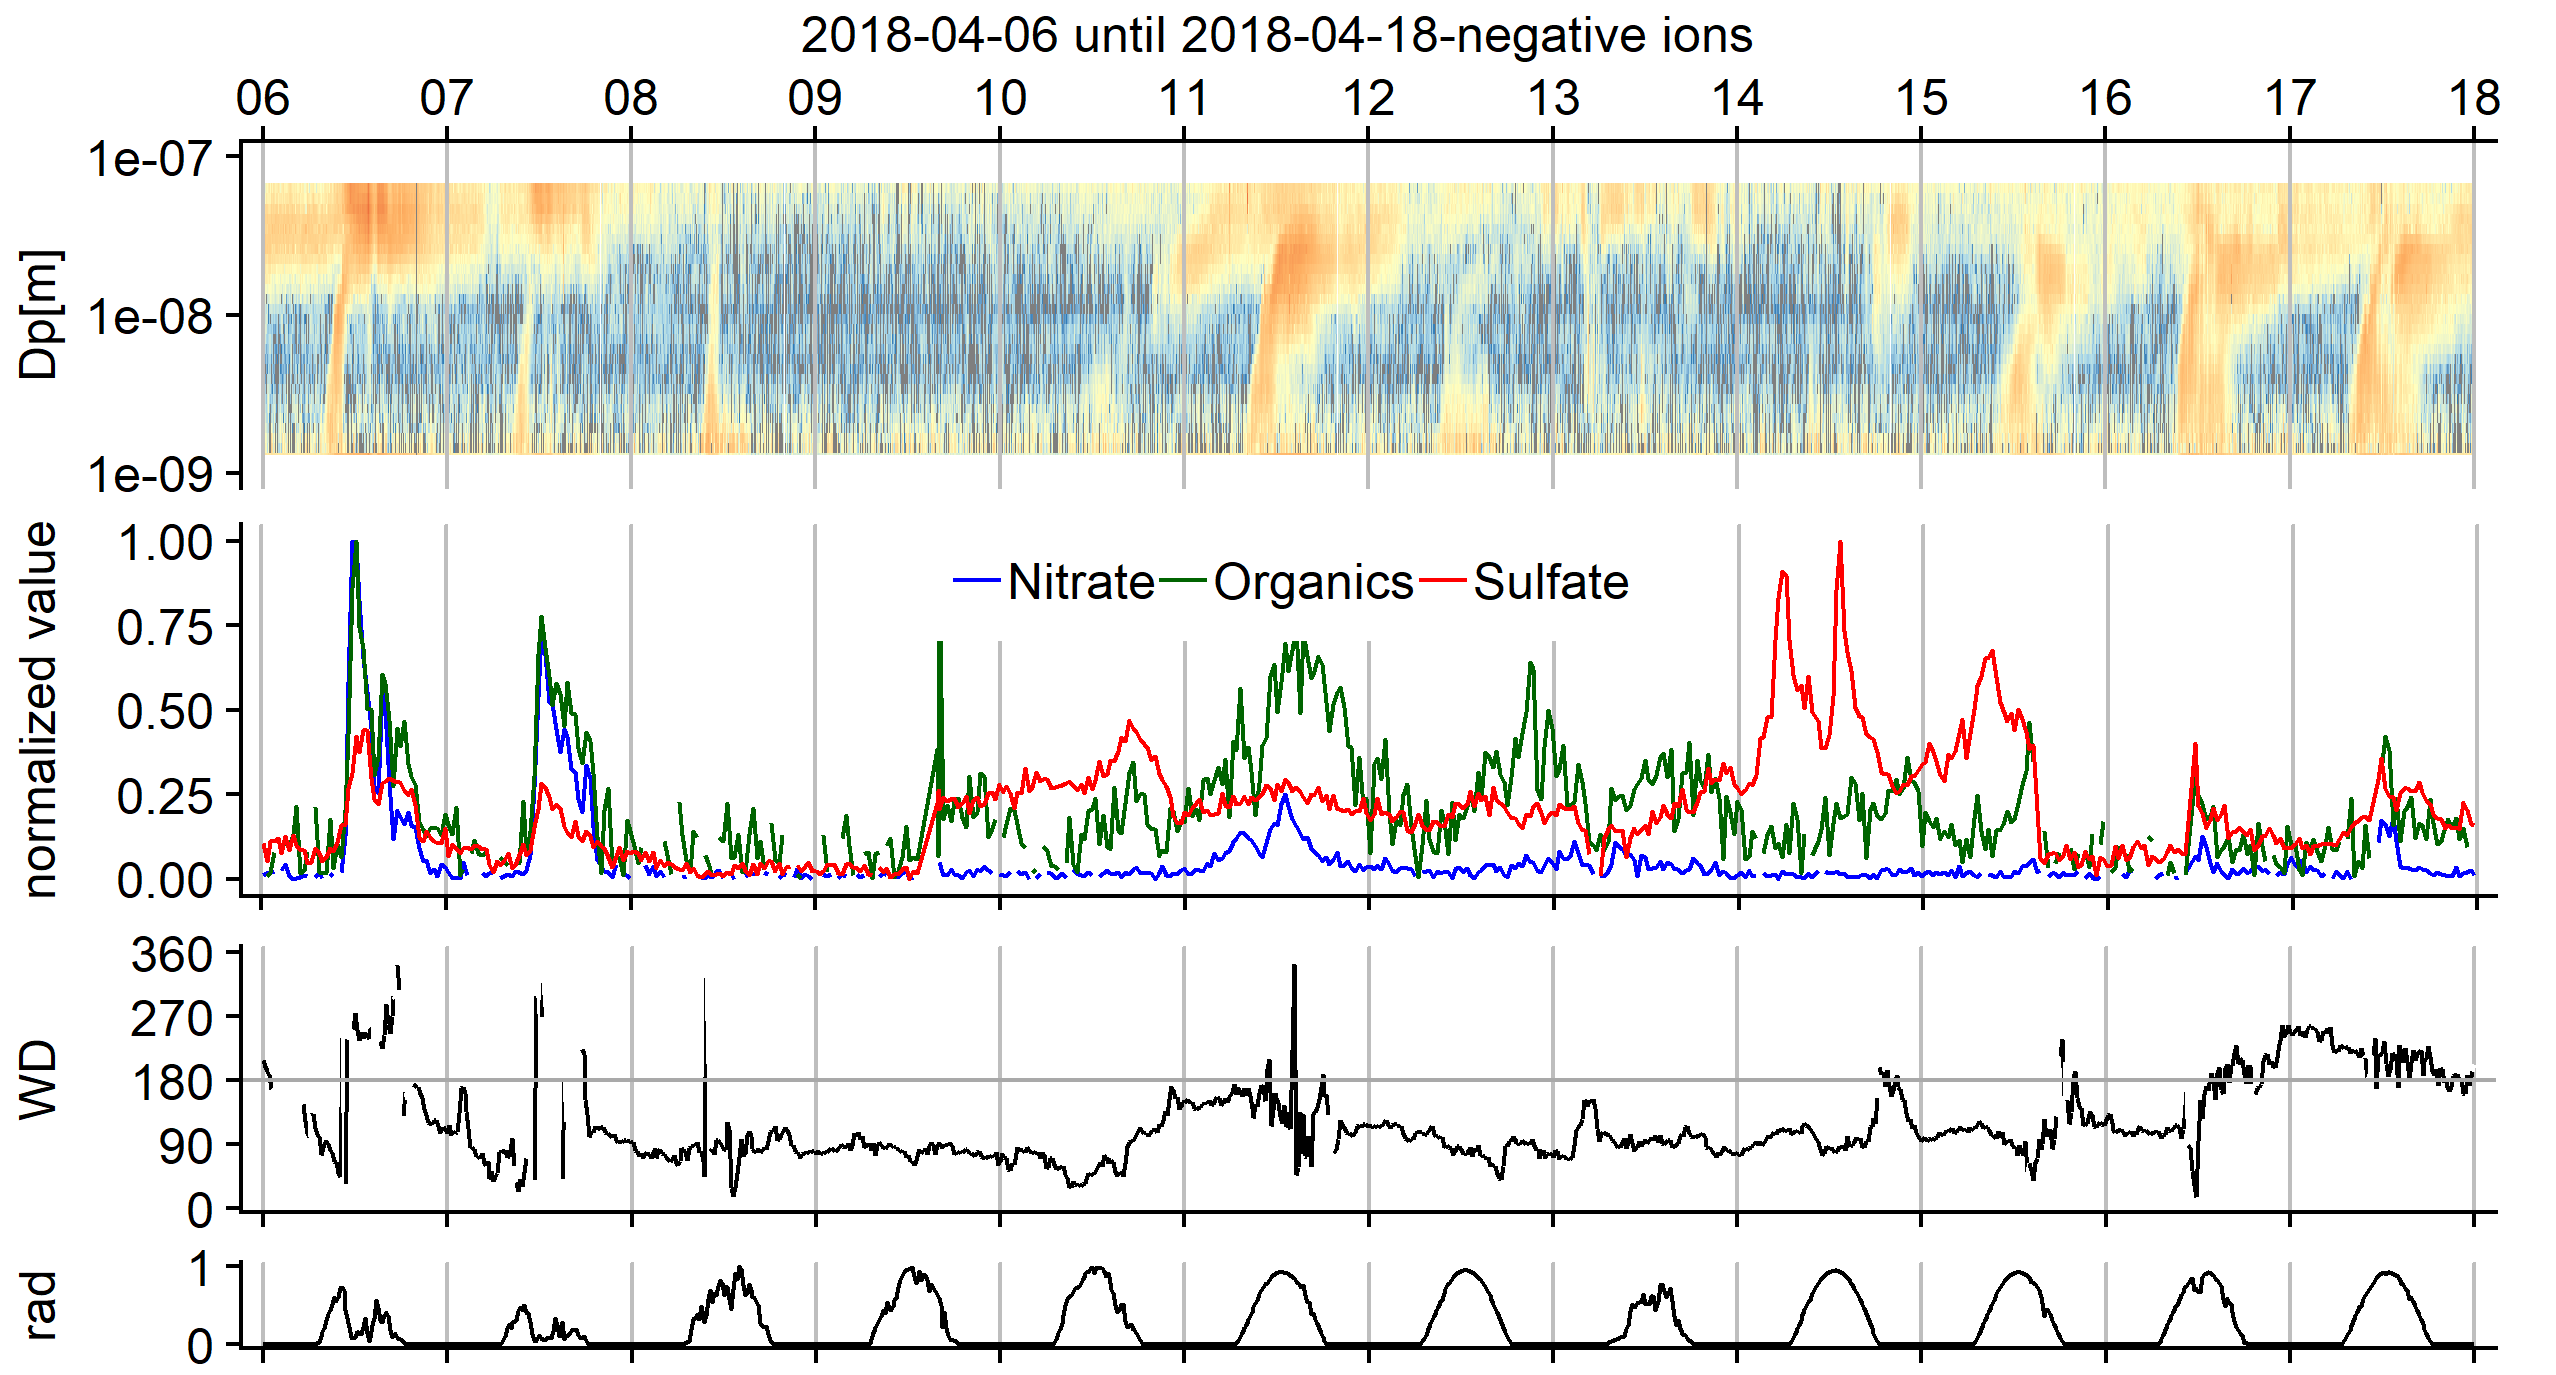 2018-04-06 until 2018-04-18-negative ions
06 07 08 09 10 11 12 13 14 15 16 17 18
Dp[m]
1e-07
1e-08
1e-09
normalized value
1.00
0.75
0.50
0.25
0.00
Nitrate Organics Sulfate
WD
360
270
180
90
0
rad
1
0